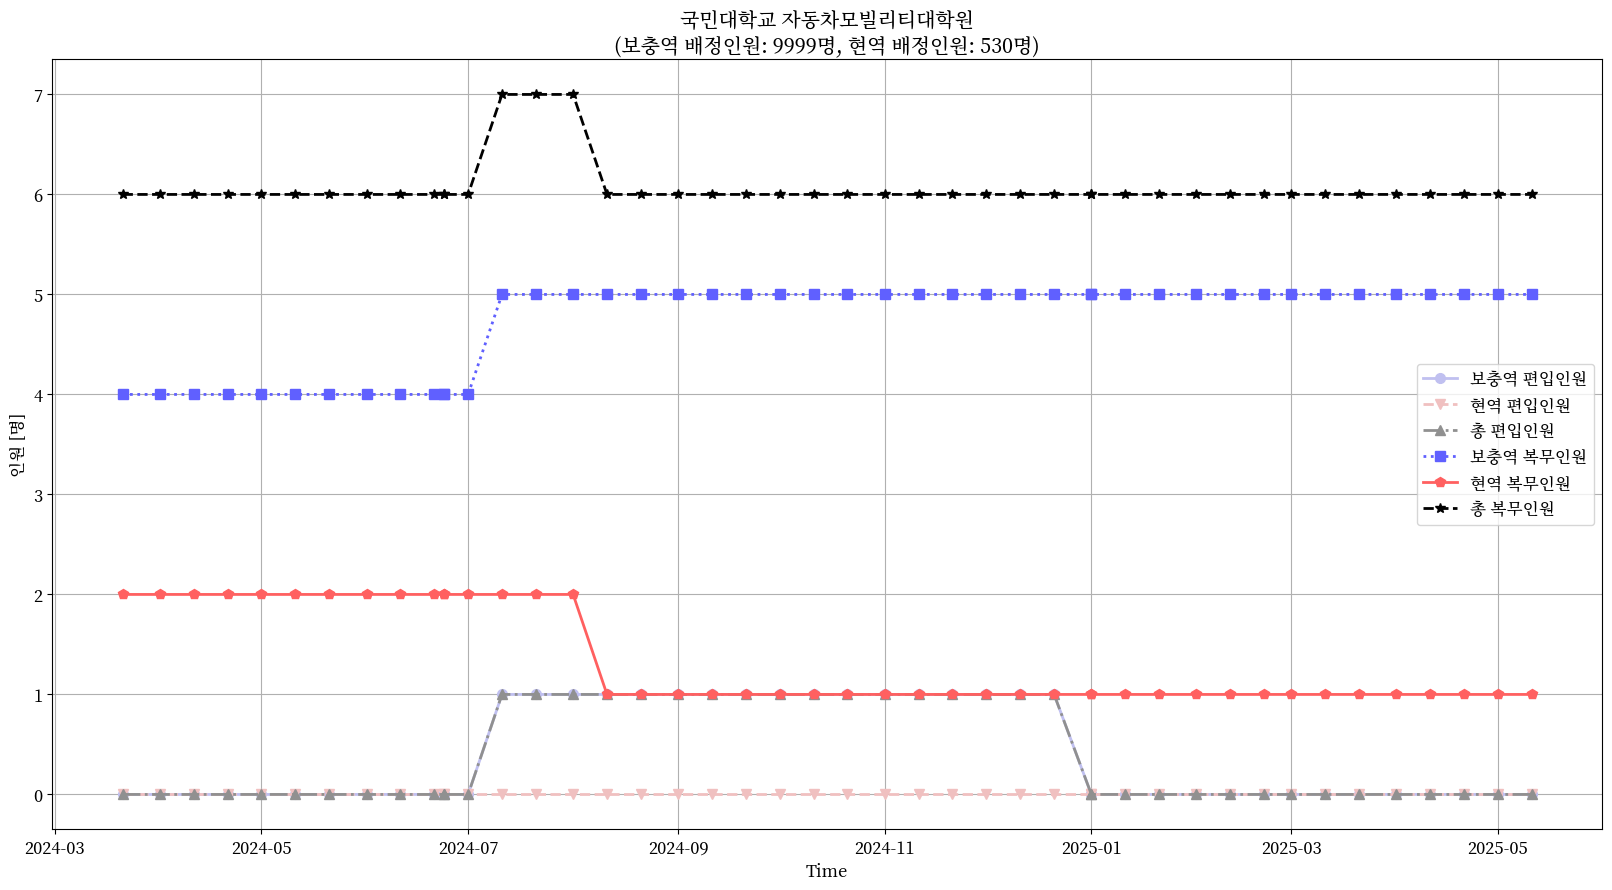 국민대학교 자동차모빌리티대학원
(보충역 배정인원: 9999명, 현역 배정인원: 530명)
인원 [명]
7
6
5
4
3
2
1
0
보충역 편입인원
현역 편입인원
총 편입인원
보충역 복무인원
현역 복무인원
총 복무인원
2024-03
2024-05
2024-07
2024-09
2024-11
2025-01
2025-03
2025-05
Time